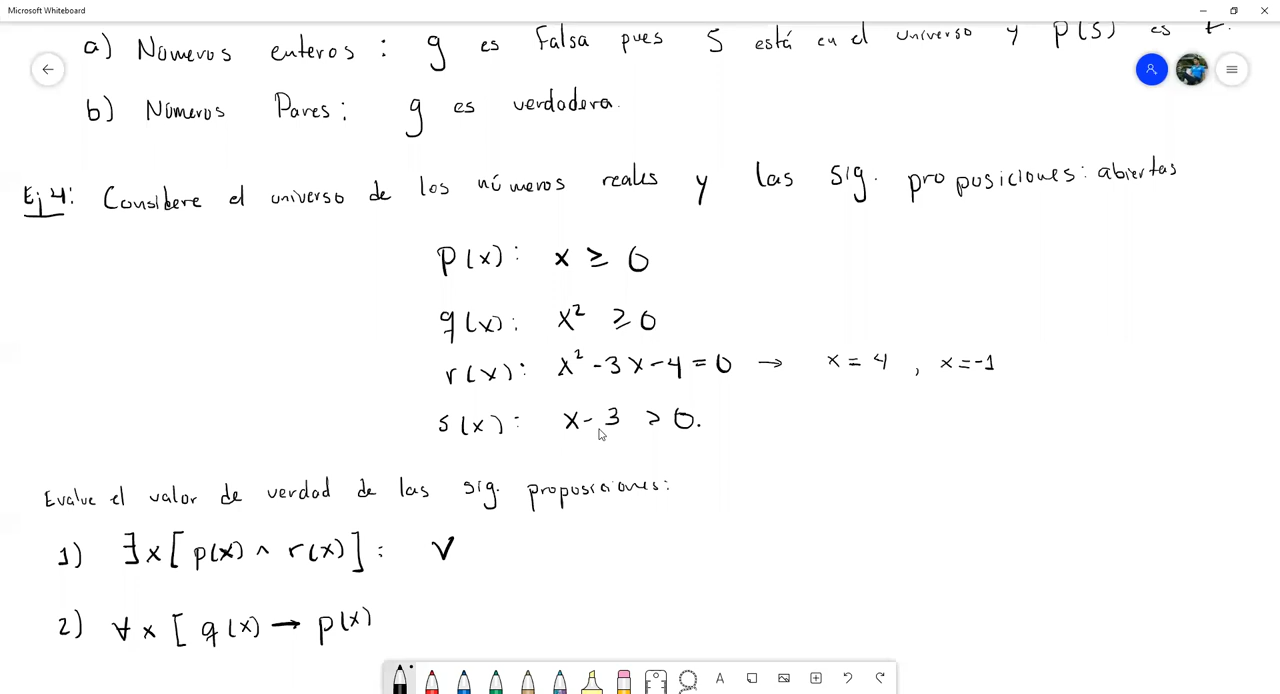 Microsoft Whiteboard
a) Números enteros : g es Falsa pues 5 está en el universo y p(5) es F.
b) Números Pares: g es verdadera.
Ej 4: Considere el universo de los números reales y las sig. proposiciones: abiertas
p(x): x ≥ 0
q(x): x² ≥ 0
r(x): x² - 3x - 4 = 0 → x = 4 , x = -1
s(x): x - 3 > 0.
Evalue el valor de verdad de las sig. proposiciones:
1) ∃x [ p(x) ∧ r(x) ] : V
2) ∀x [ q(x) → p(x)